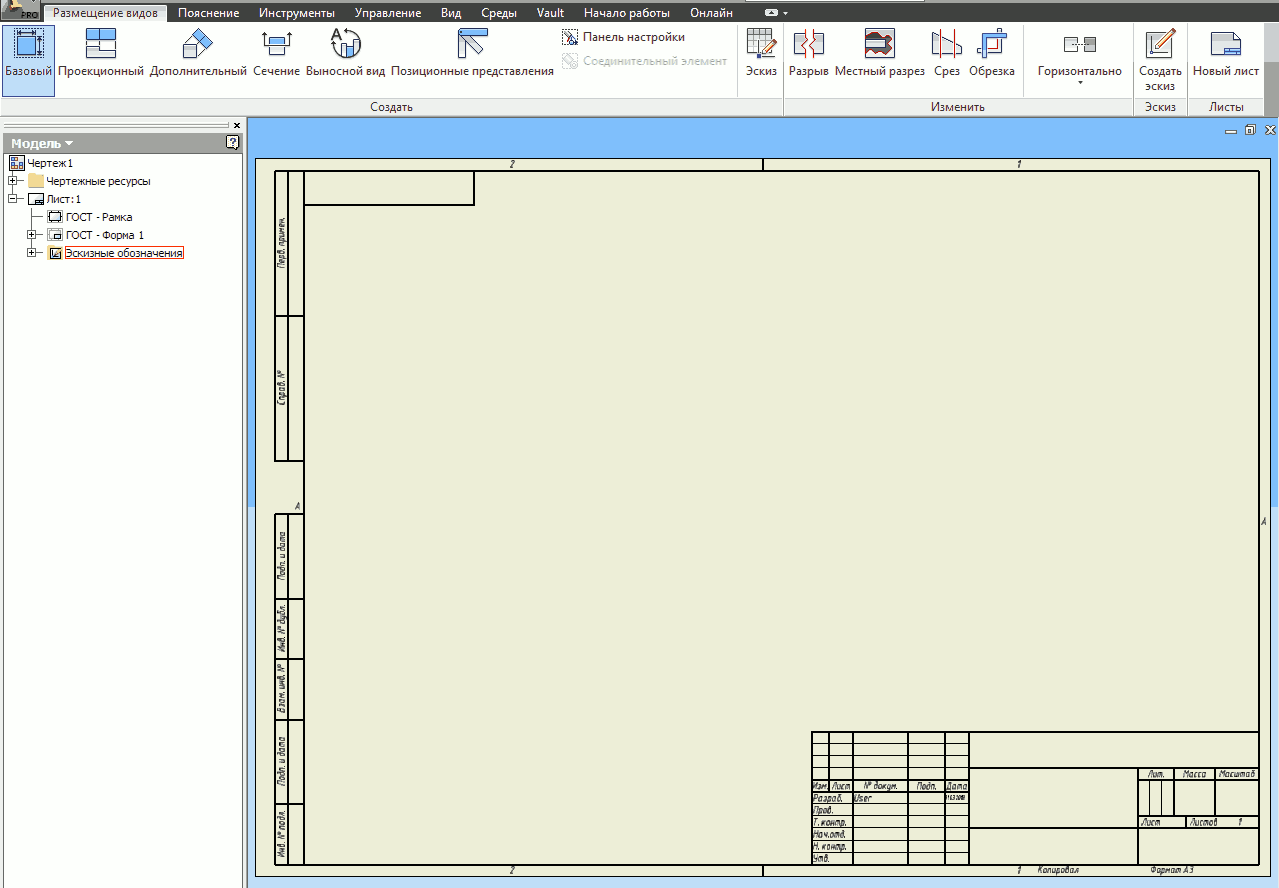 PRO
Размещение видов Пояснение Инструменты Управление Вид Среды Vault Начало работы Онлайн
Базовый Проекционный Дополнительный Сечение Выносной вид Позиционные представления
Панель настройки
Соединительный элемент
Эскиз Разрыв Местный разрез Срез Обрезка Горизонтально Создать эскиз Новый лист
Создать Изменить Эскиз Листы
Модель
Чертеж1
Чертежные ресурсы
Лист:1
ГОСТ - Рамка
ГОСТ - Форма 1
Эскизные обозначения
2 1
Перв. примен.
Справ. №
А
А
Подп. и дата
Инв. № дубл.
Взам. инв. №
Подп. и дата
Инв. № подл.
Изм. Лист № докум. Подп. Дата
Разраб. User
Пров.
Т. контр.
Нач.отд.
Н. контр.
Утв.
Лит. Масса Масштаб
Лист Листов 1
2 1 Копировал Формат А3